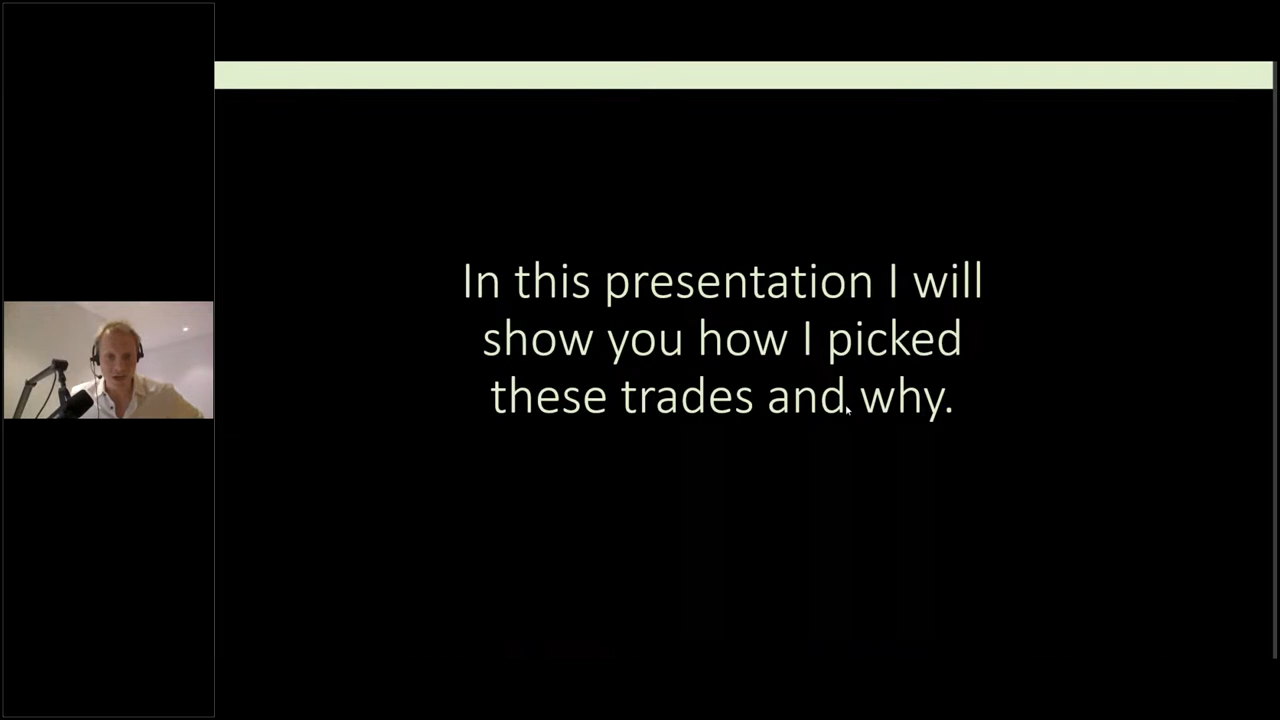 In this presentation I will
show you how I picked
these trades and why.